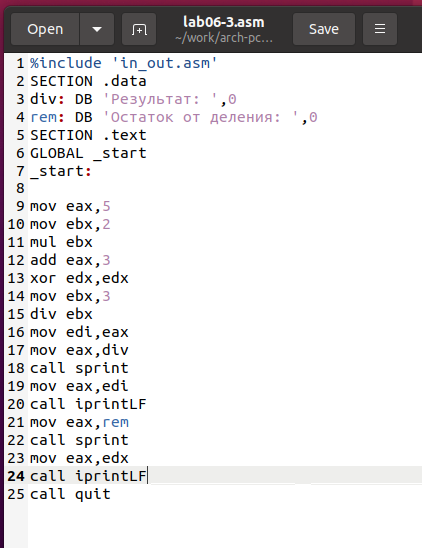 Open
lab06-3.asm
~/work/arch-pc...
Save
1 %include 'in_out.asm'
2 SECTION .data
3 div: DB 'Результат: ',0
4 rem: DB 'Остаток от деления: ',0
5 SECTION .text
6 GLOBAL _start
7 _start:
8
9 mov eax,5
10 mov ebx,2
11 mul ebx
12 add eax,3
13 xor edx,edx
14 mov ebx,3
15 div ebx
16 mov edi,eax
17 mov eax,div
18 call sprint
19 mov eax,edi
20 call iprintLF
21 mov eax,rem
22 call sprint
23 mov eax,edx
24 call iprintLF
25 call quit